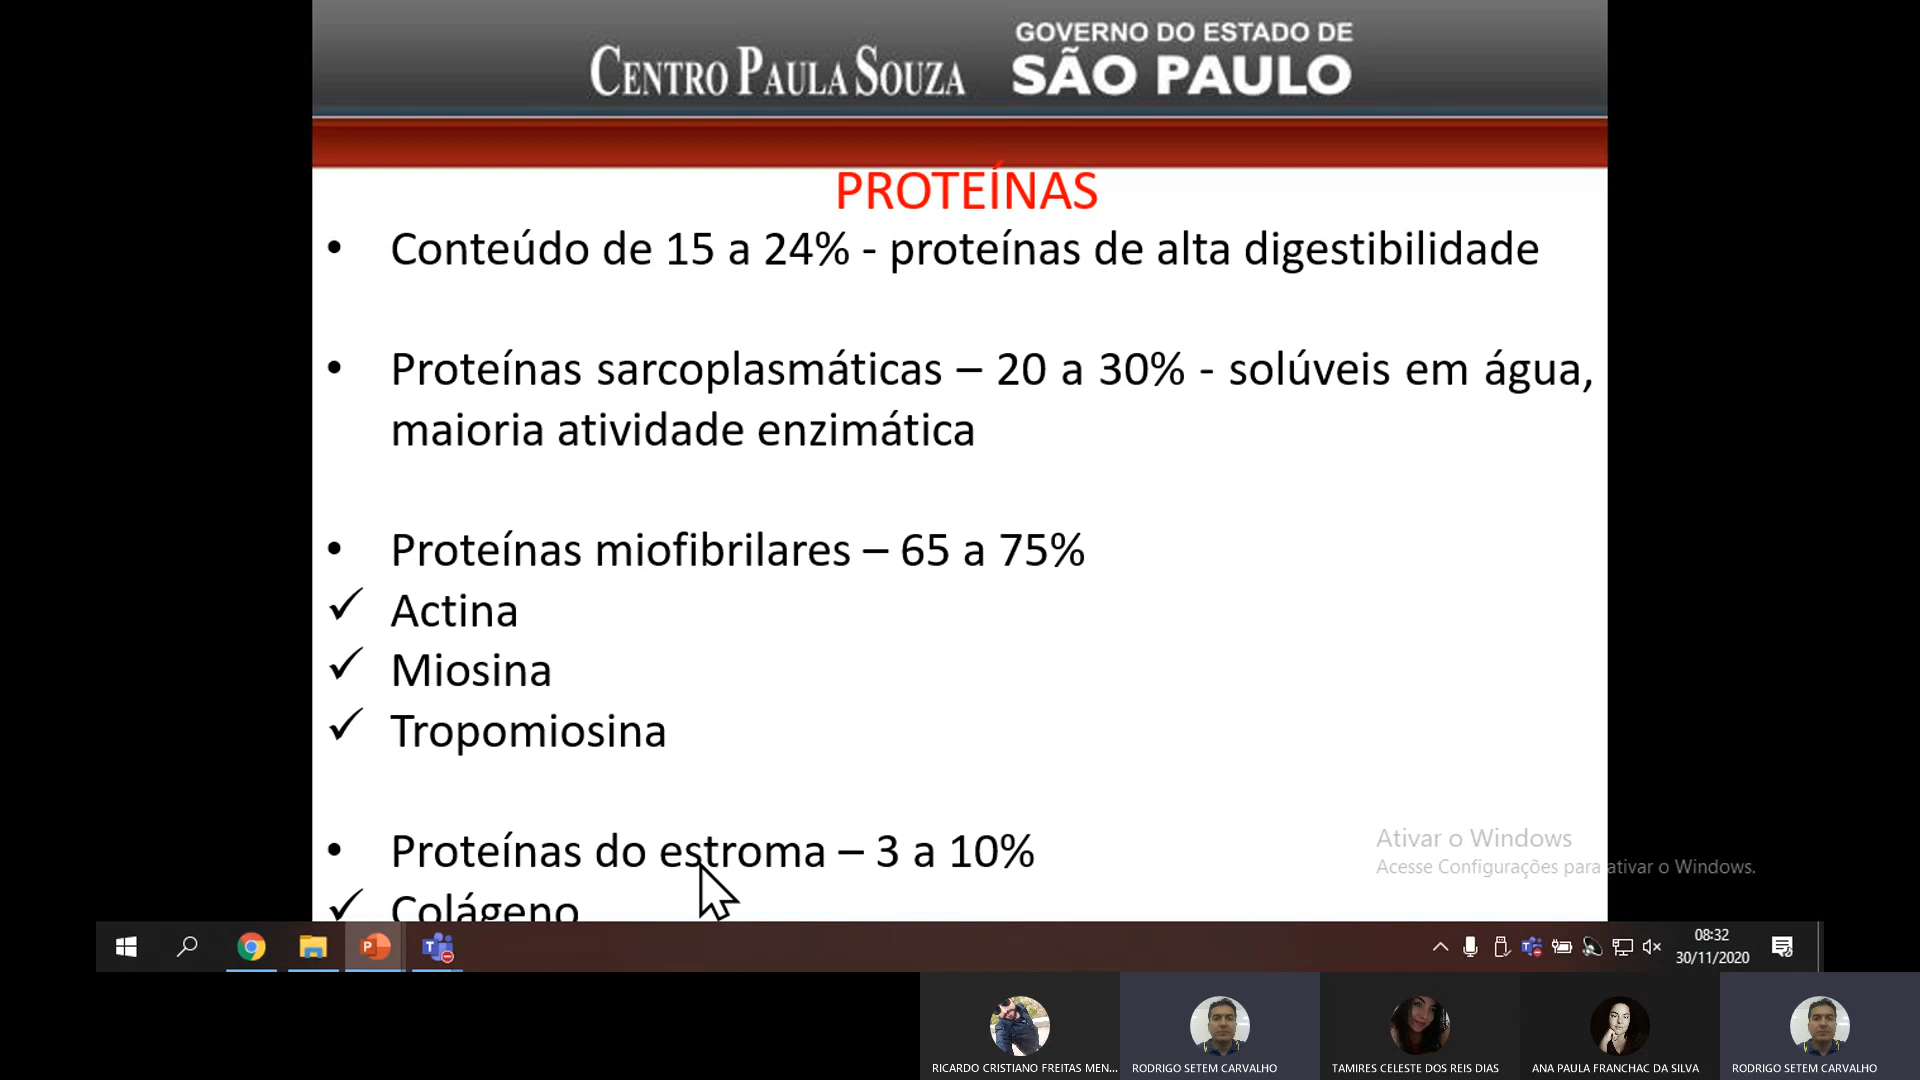 CENTRO PAULA SOUZA
GOVERNO DO ESTADO DE
SÃO PAULO
PROTEÍNAS
• Conteúdo de 15 a 24% - proteínas de alta digestibilidade
• Proteínas sarcoplasmáticas – 20 a 30% - solúveis em água,
maioria atividade enzimática
• Proteínas miofibrilares – 65 a 75%
✓ Actina
✓ Miosina
✓ Tropomiosina
• Proteínas do estroma – 3 a 10%
✓ Colágeno
Ativar o Windows
Acesse Configurações para ativar o Windows.
08:32
30/11/2020
RICARDO CRISTIANO FREITAS MEN...
RODRIGO SETEM CARVALHO
TAMIRES CELESTE DOS REIS DIAS
ANA PAULA FRANCHAC DA SILVA
RODRIGO SETEM CARVALHO